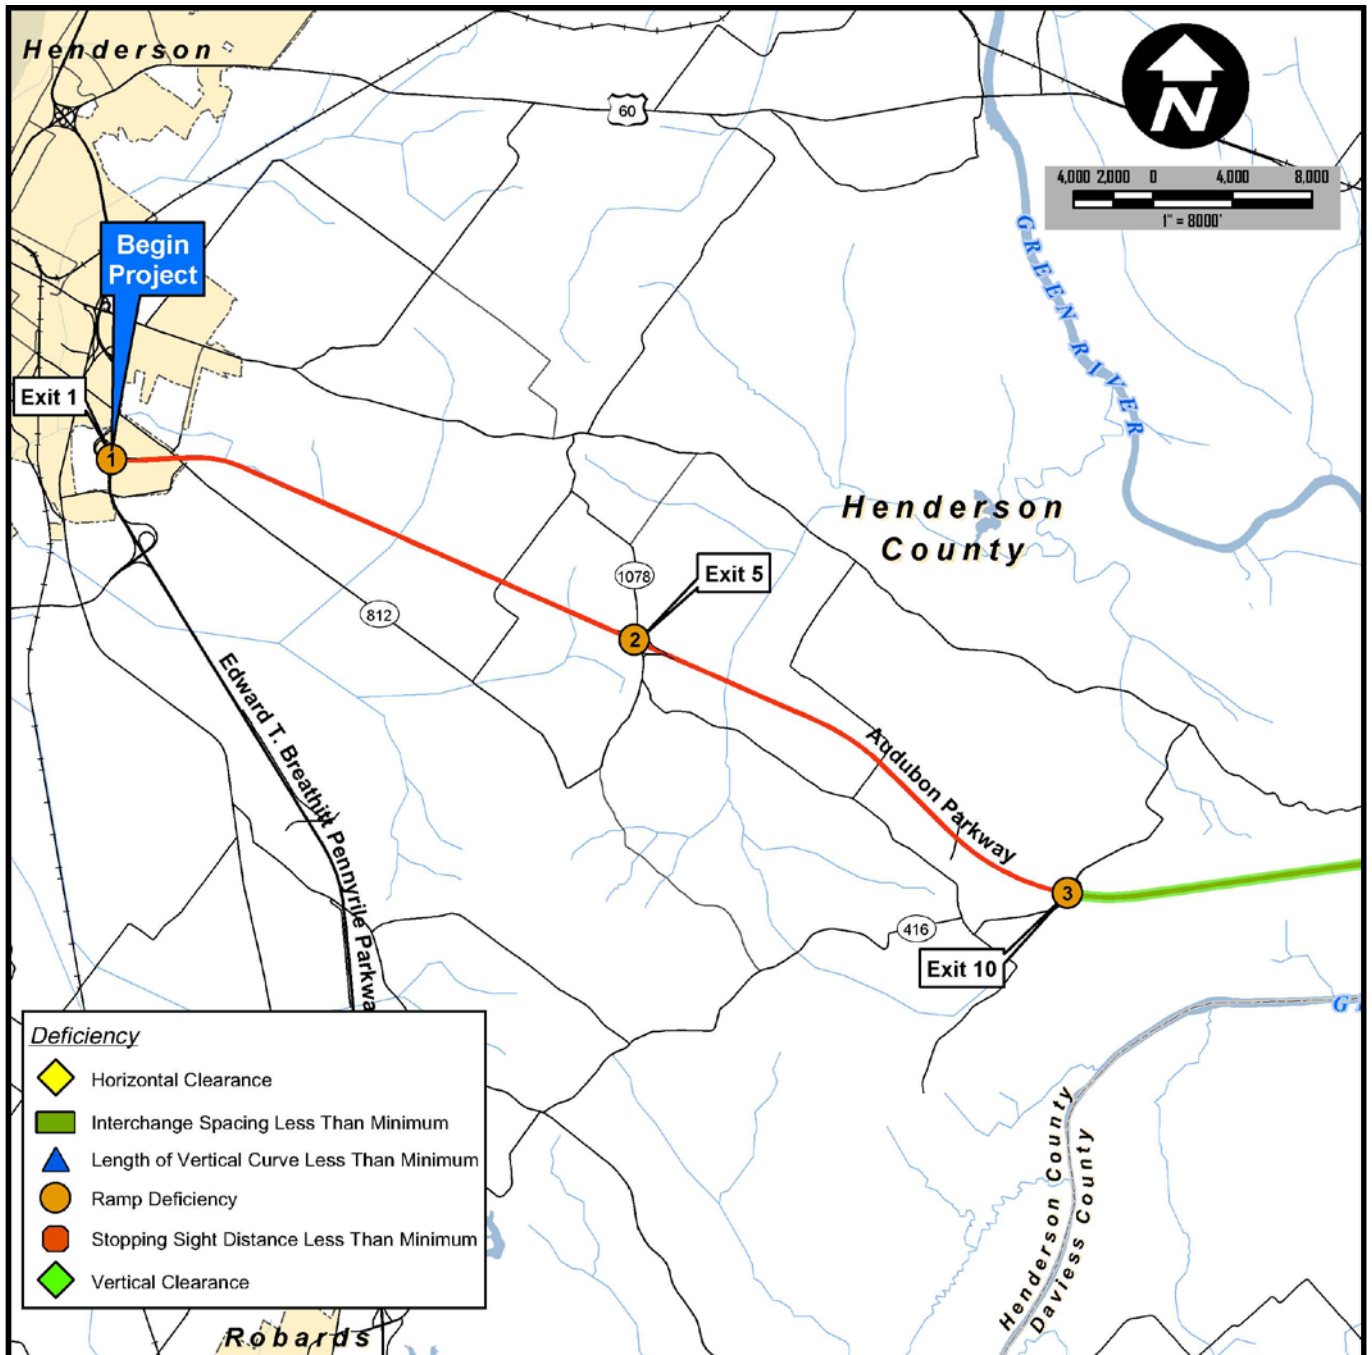 Henderson
60
N
4,000 2,000 0 4,000 8,000
1" = 8000'
GREEN RIVER
Begin
Project
Exit 1
1
Henderson
County
1078
Exit 5
812
2
Edward T. Breathitt Pennyrile Parkwa
Audubon Parkway
3
416
Exit 10
Deficiency
Horizontal Clearance
Interchange Spacing Less Than Minimum
Length of Vertical Curve Less Than Minimum
Ramp Deficiency
Stopping Sight Distance Less Than Minimum
Vertical Clearance
Henderson County
Daviess County
Robards